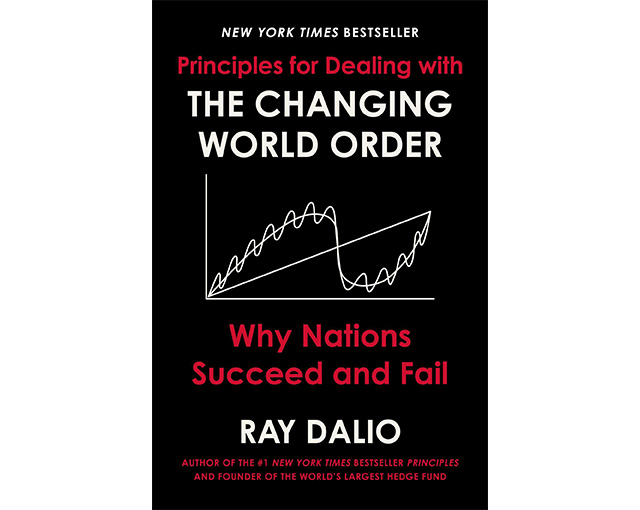 NEW YORK TIMES BESTSELLER
Principles for Dealing with
THE CHANGING
WORLD ORDER
Why Nations
Succeed and Fail
RAY DALIO
AUTHOR OF THE #1 NEW YORK TIMES BESTSELLER PRINCIPLES
AND FOUNDER OF THE WORLD'S LARGEST HEDGE FUND